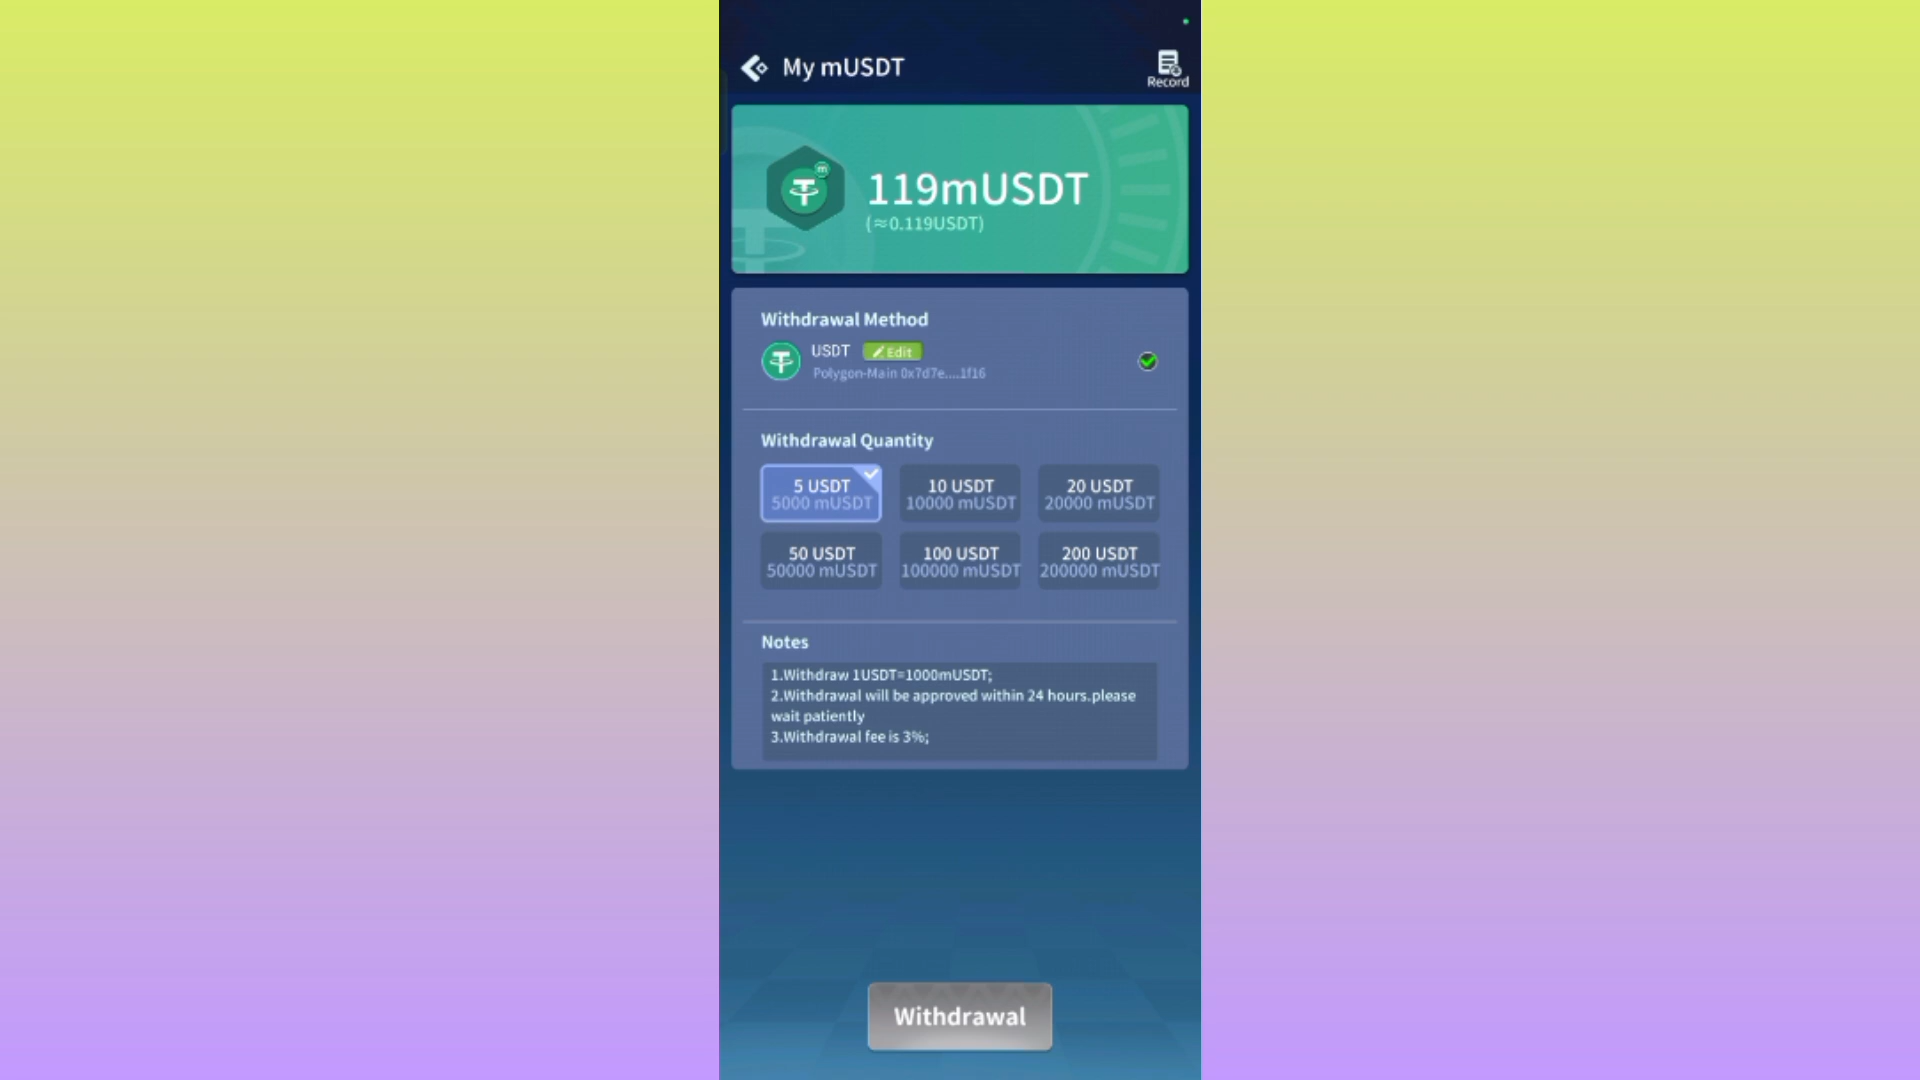 My mUSDT
Record
m
119mUSDT
(≈0.119USDT)
Withdrawal Method
USDT
Edit
Polygon-Main 0x7d7e....1f16
Withdrawal Quantity
5 USDT
5000 mUSDT
10 USDT
10000 mUSDT
20 USDT
20000 mUSDT
50 USDT
50000 mUSDT
100 USDT
100000 mUSDT
200 USDT
200000 mUSDT
Notes
1.Withdraw 1USDT=1000mUSDT;
2.Withdrawal will be approved within 24 hours.please
wait patiently
3.Withdrawal fee is 3%;
Withdrawal